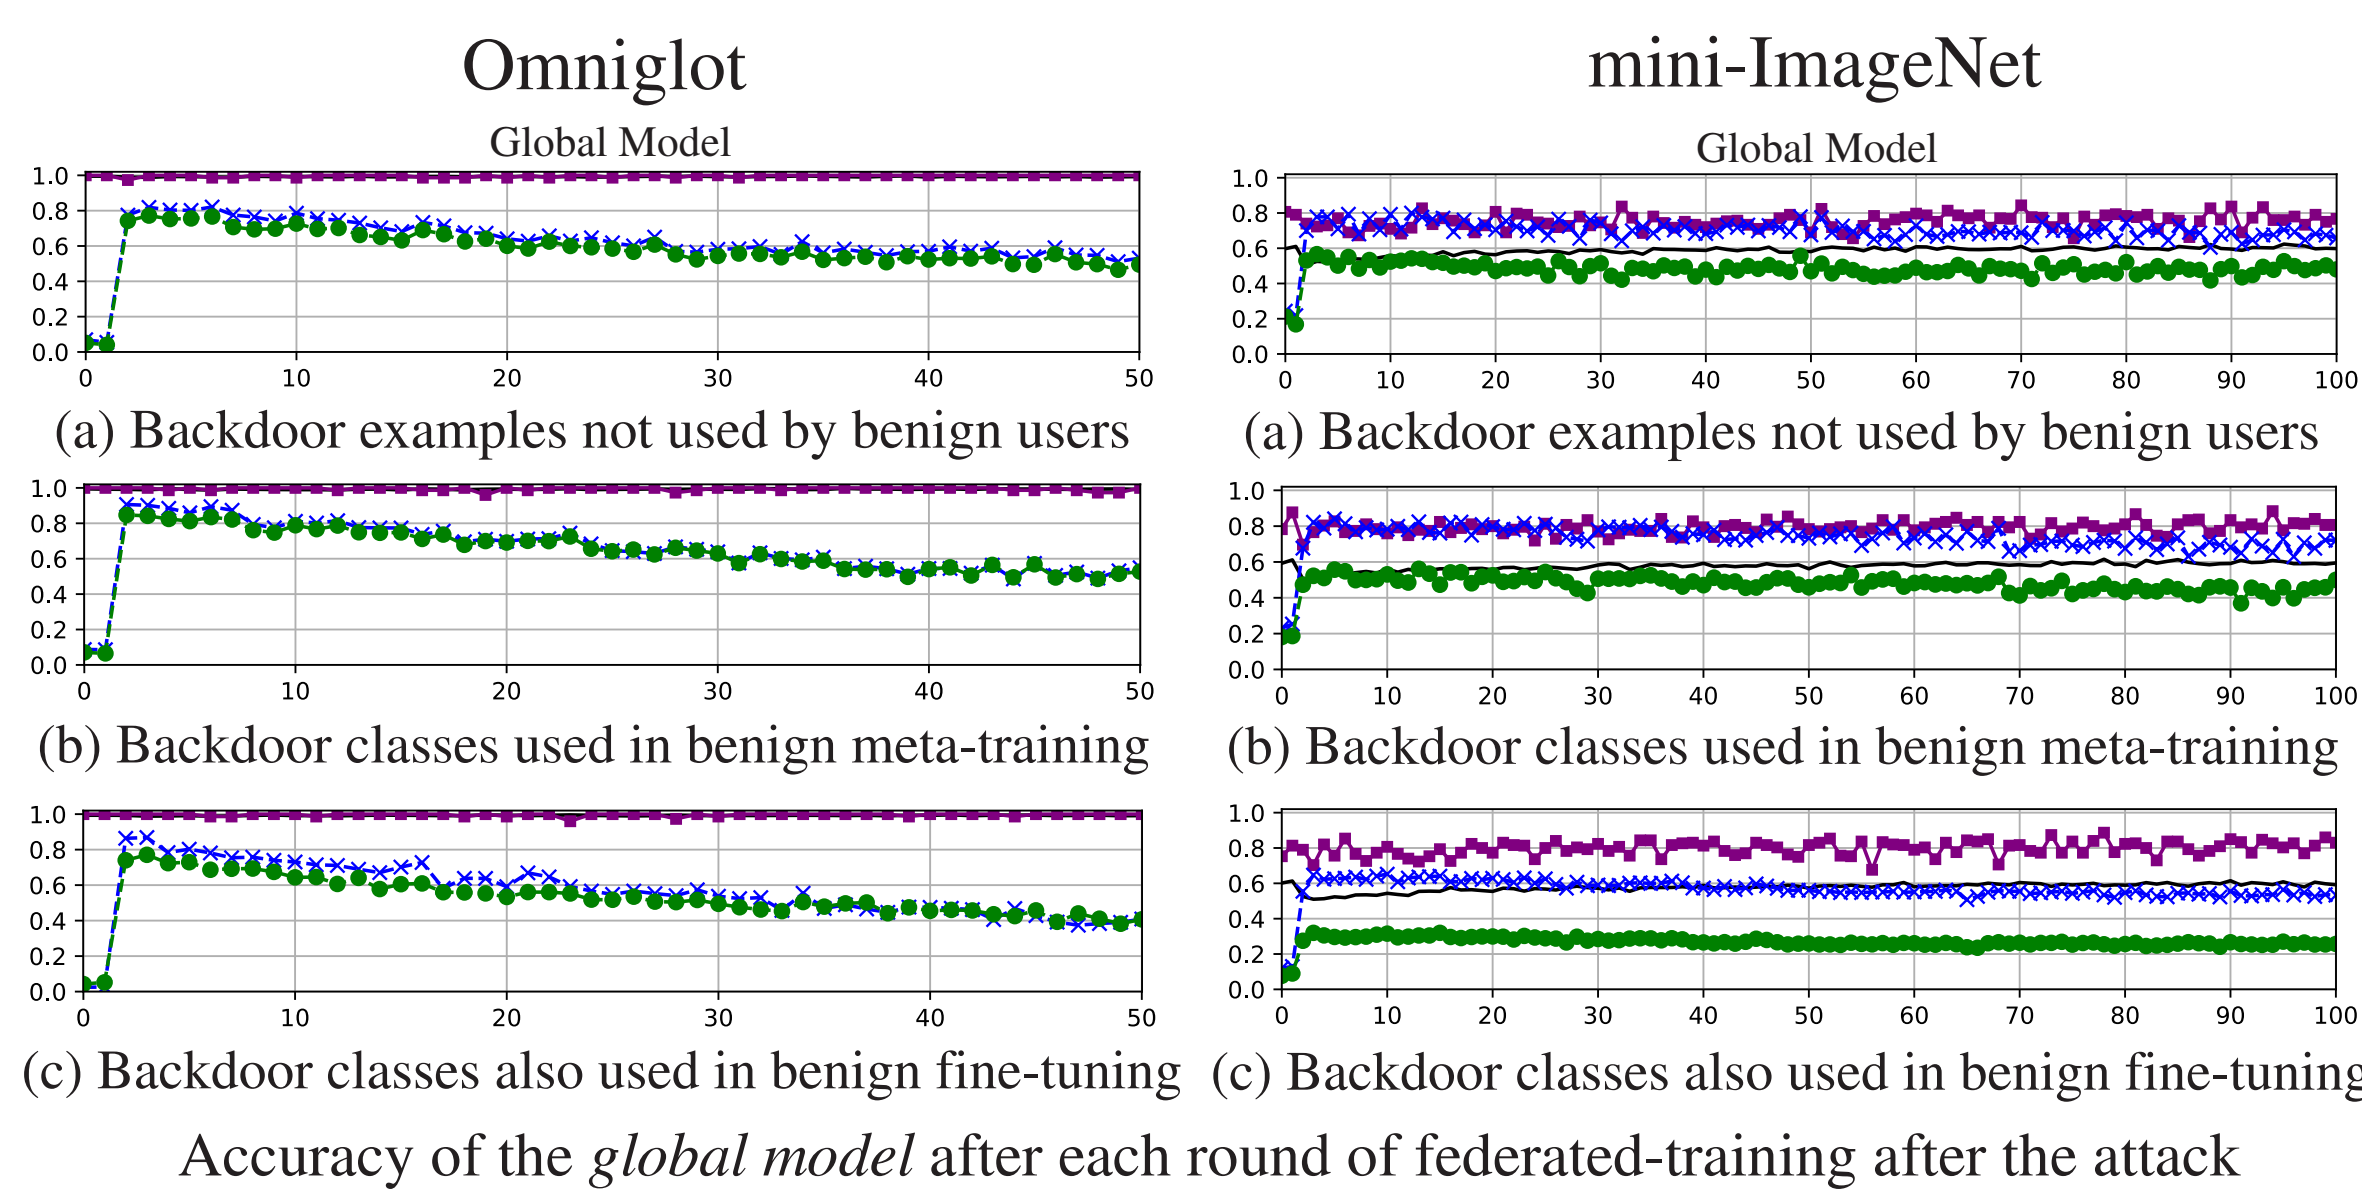 Omniglot
Global Model
1.0
0.8
0.6
0.4
0.2
0.0
0 10 20 30 40 50
(a) Backdoor examples not used by benign users
1.0
0.8
0.6
0.4
0.2
0.0
0 10 20 30 40 50
(b) Backdoor classes used in benign meta-training
1.0
0.8
0.6
0.4
0.2
0.0
0 10 20 30 40 50
(c) Backdoor classes also used in benign fine-tuning
mini-ImageNet
Global Model
1.0
0.8
0.6
0.4
0.2
0.0
0 10 20 30 40 50 60 70 80 90 100
(a) Backdoor examples not used by benign users
1.0
0.8
0.6
0.4
0.2
0.0
0 10 20 30 40 50 60 70 80 90 100
(b) Backdoor classes used in benign meta-training
1.0
0.8
0.6
0.4
0.2
0.0
0 10 20 30 40 50 60 70 80 90 100
(c) Backdoor classes also used in benign fine-tuning
Accuracy of the global model after each round of federated-training after the attack